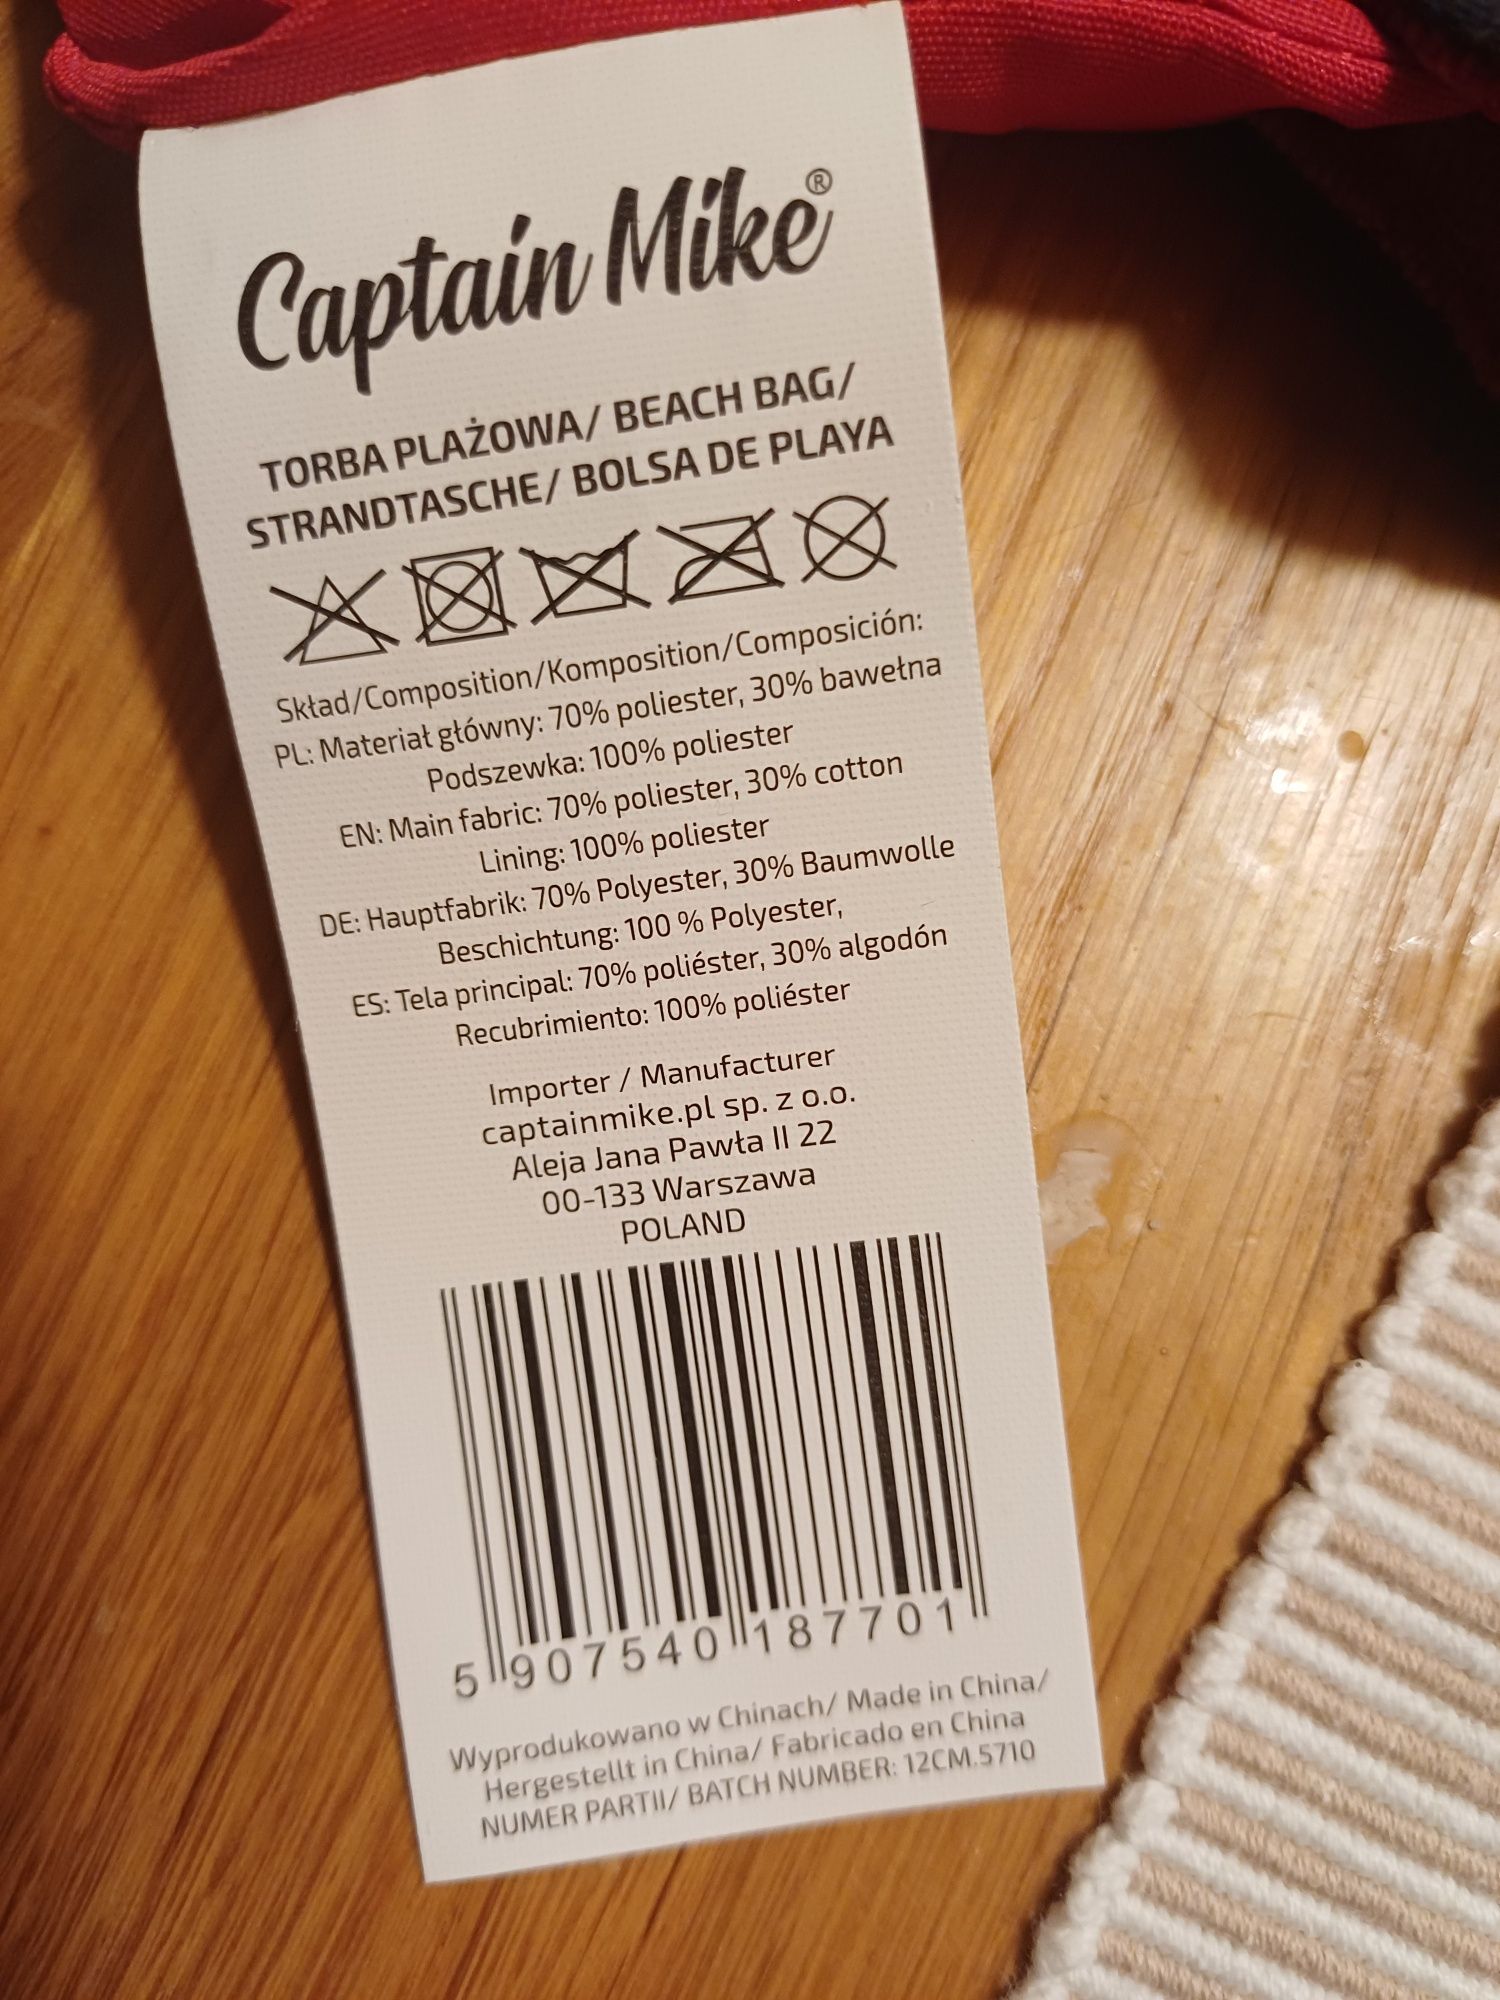 Captain Mike®
TORBA PLAŻOWA/ BEACH BAG/
STRANDTASCHE/ BOLSA DE PLAYA
Skład/Composition/Komposition/Composición:
PL: Materiał główny: 70% poliester, 30% bawełna
Podszewka: 100% poliester
EN: Main fabric: 70% poliester, 30% cotton
Lining: 100% poliester
DE: Hauptfabrik: 70% Polyester, 30% Baumwolle
Beschichtung: 100 % Polyester,
ES: Tela principal: 70% poliéster, 30% algodón
Recubrimiento: 100% poliéster
Importer / Manufacturer
captainmike.pl sp. z o.o.
Aleja Jana Pawła II 22
00-133 Warszawa
POLAND
5 907540 187701
Wyprodukowano w Chinach/ Made in China/
Hergestellt in China/ Fabricado en China
NUMER PARTII/ BATCH NUMBER: 12CM.5710